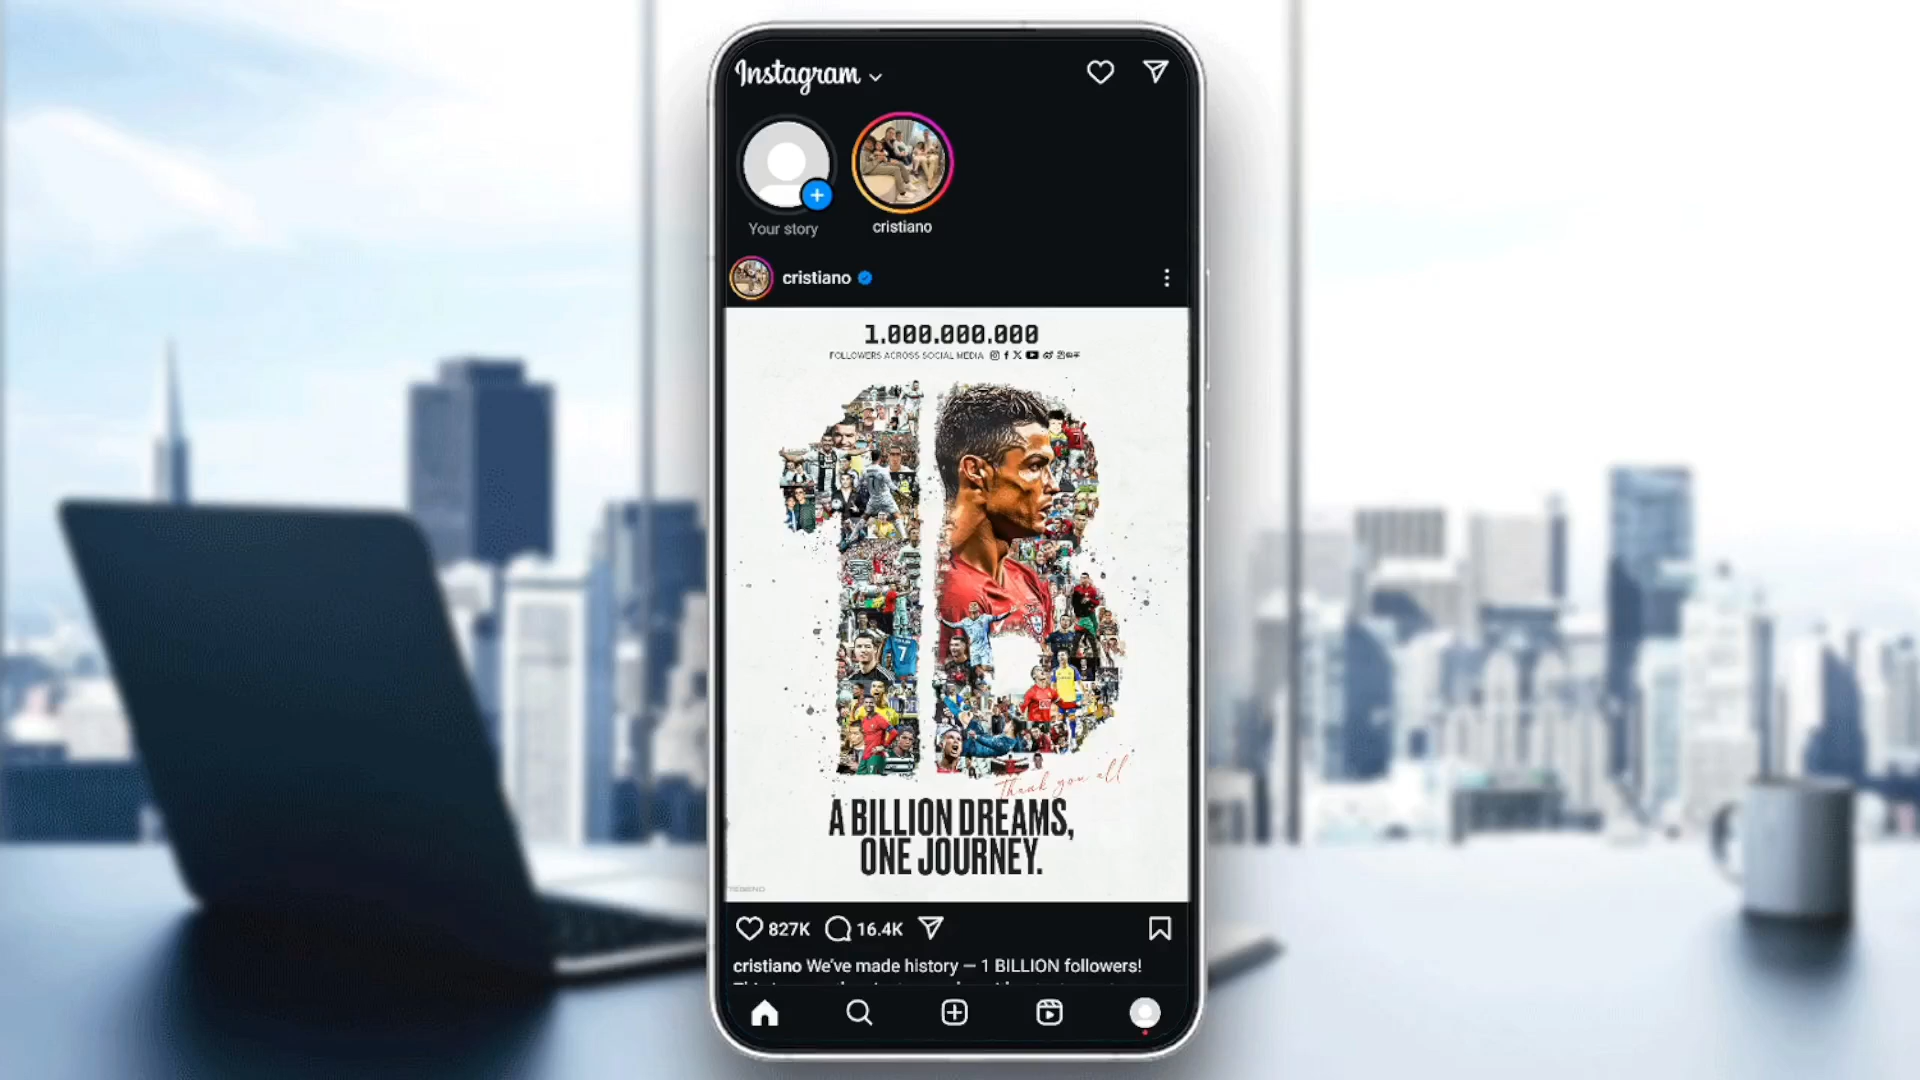 Instagram
Your story
cristiano
cristiano
1.000.000.000
FOLLOWERS ACROSS SOCIAL MEDIA
1B
Thank you all
A BILLION DREAMS,
ONE JOURNEY.
827K 16.4K
cristiano We've made history – 1 BILLION followers!